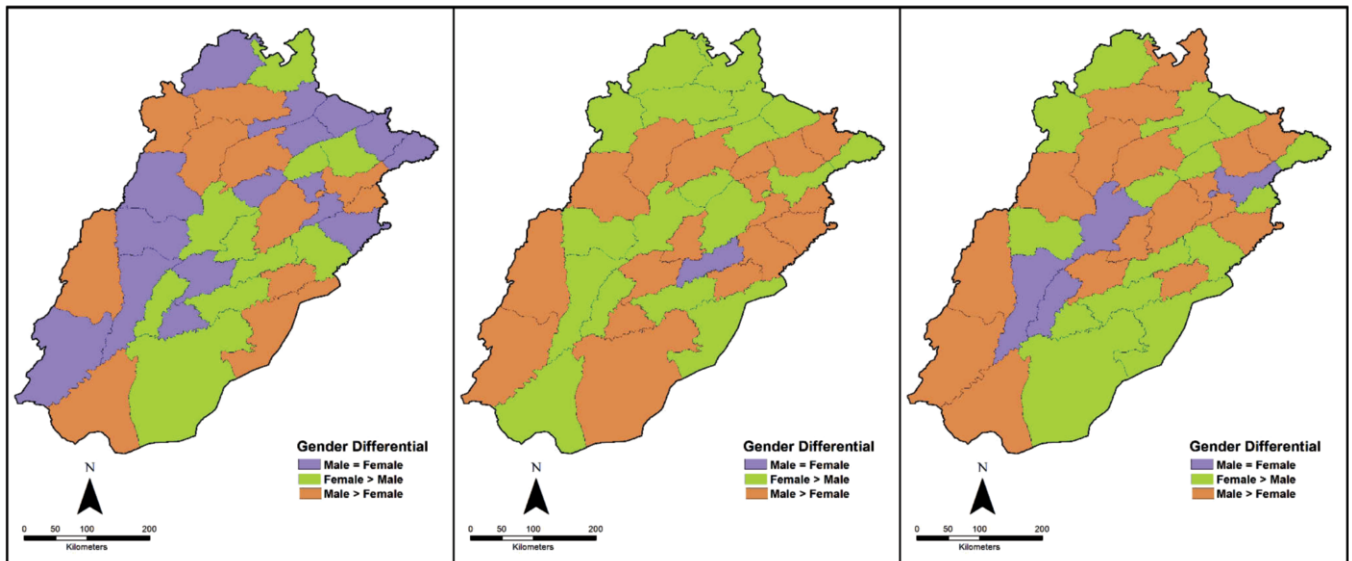 Gender Differential
Male = Female
Female > Male
Male > Female
N
0 50 100 200
Kilometers
Gender Differential
Male = Female
Female > Male
Male > Female
N
0 50 100 200
Kilometers
Gender Differential
Male = Female
Female > Male
Male > Female
N
0 50 100 200
Kilometers